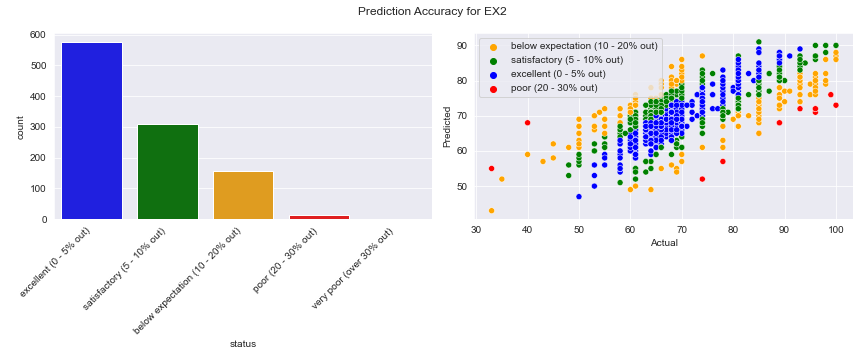 Prediction Accuracy for EX2
600
500
400
300
200
100
0
count
excellent (0 - 5% out)
satisfactory (5 - 10% out)
below expectation (10 - 20% out)
poor (20 - 30% out)
very poor (over 30% out)
status
below expectation (10 - 20% out)
satisfactory (5 - 10% out)
excellent (0 - 5% out)
poor (20 - 30% out)
90
80
70
60
50
Predicted
30
40
50
60
70
80
90
100
Actual